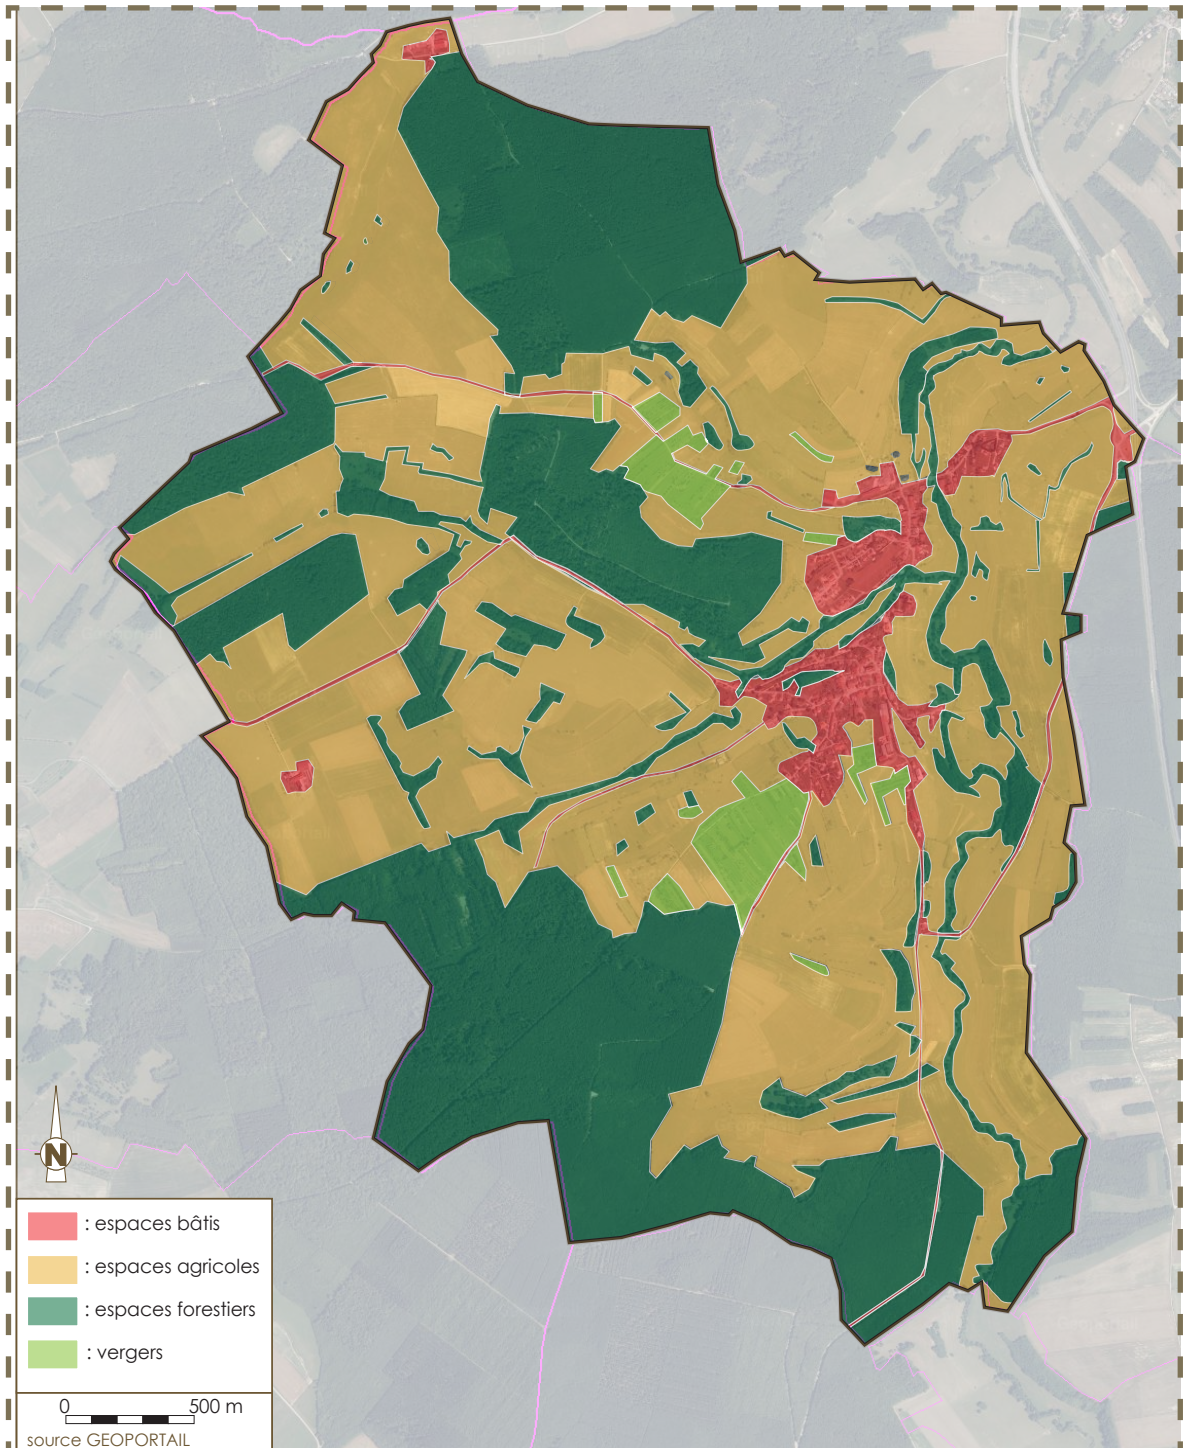 N
: espaces bâtis
: espaces agricoles
: espaces forestiers
: vergers
0 500 m
source GEOPORTAIL